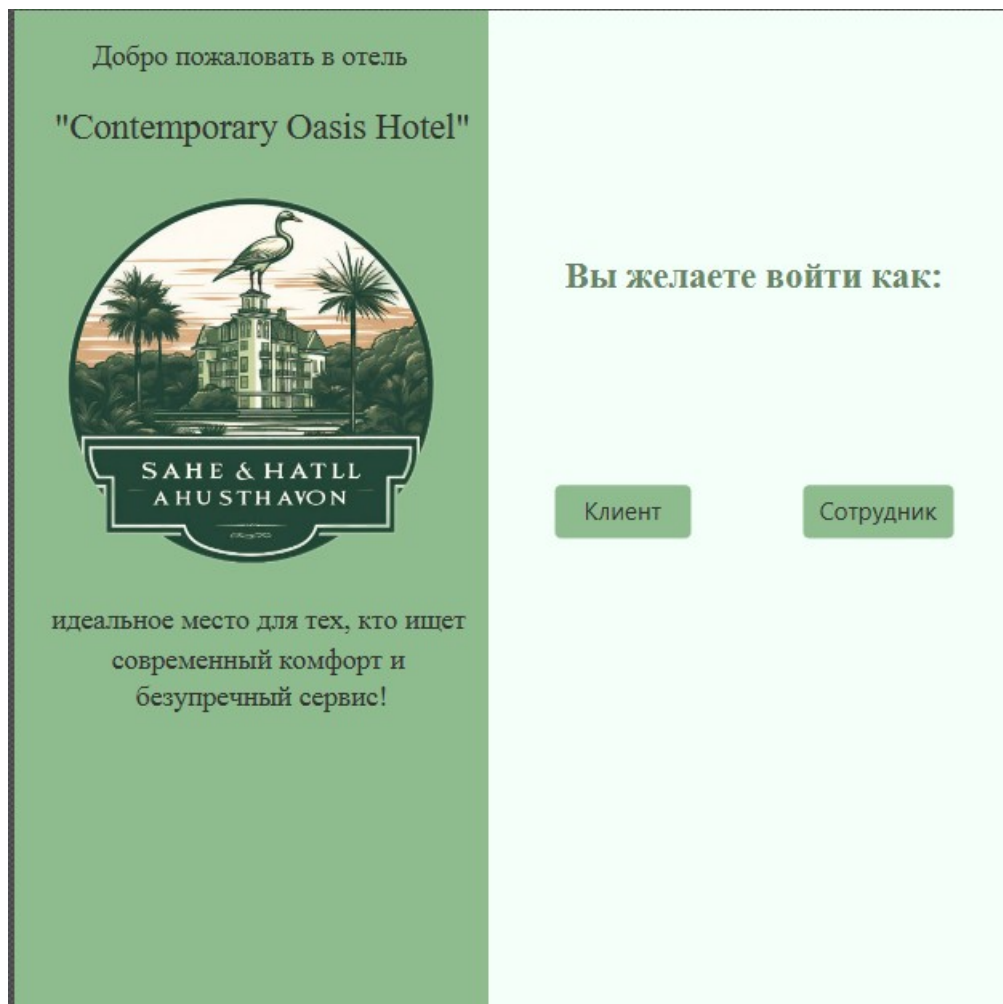 Добро пожаловать в отель
"Contemporary Oasis Hotel"
SAHE & HATLL
AHUSTHAVON
идеальное место для тех, кто ищет
современный комфорт и
безупречный сервис!
Вы желаете войти как:
Клиент
Сотрудник